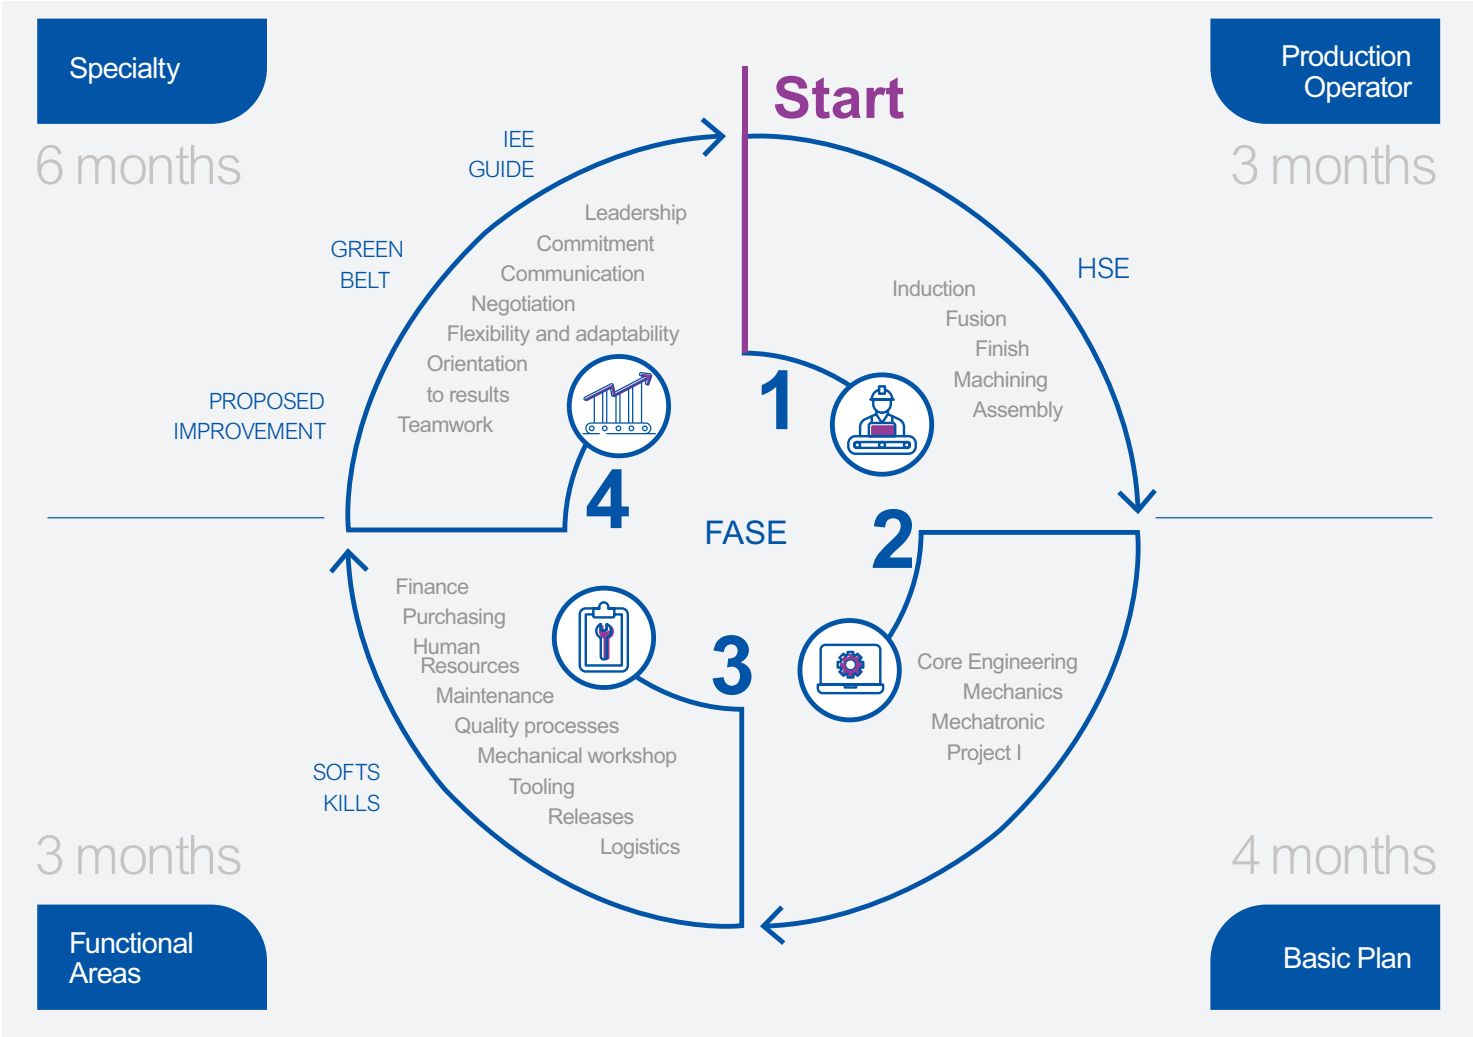 Specialty
6 months
Production
Operator
3 months
Start
HSE
1
Induction
Fusion
Finish
Machining
Assembly
FASE
2
Core Engineering
Mechanics
Mechatronic
Project I
4 months
Basic Plan
3
Finance
Purchasing
Human
Resources
Maintenance
Quality processes
Mechanical workshop
Tooling
Releases
Logistics
SOFTS
KILLS
3 months
Functional
Areas
4
Leadership
Commitment
Communication
Negotiation
Flexibility and adaptability
Orientation
to results
Teamwork
IEE
GUIDE
GREEN
BELT
PROPOSED
IMPROVEMENT